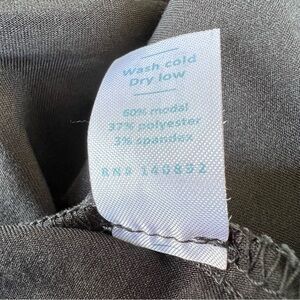 Wash cold
Dry low
60% modal
37% polyester
3% spandex
RN# 140832